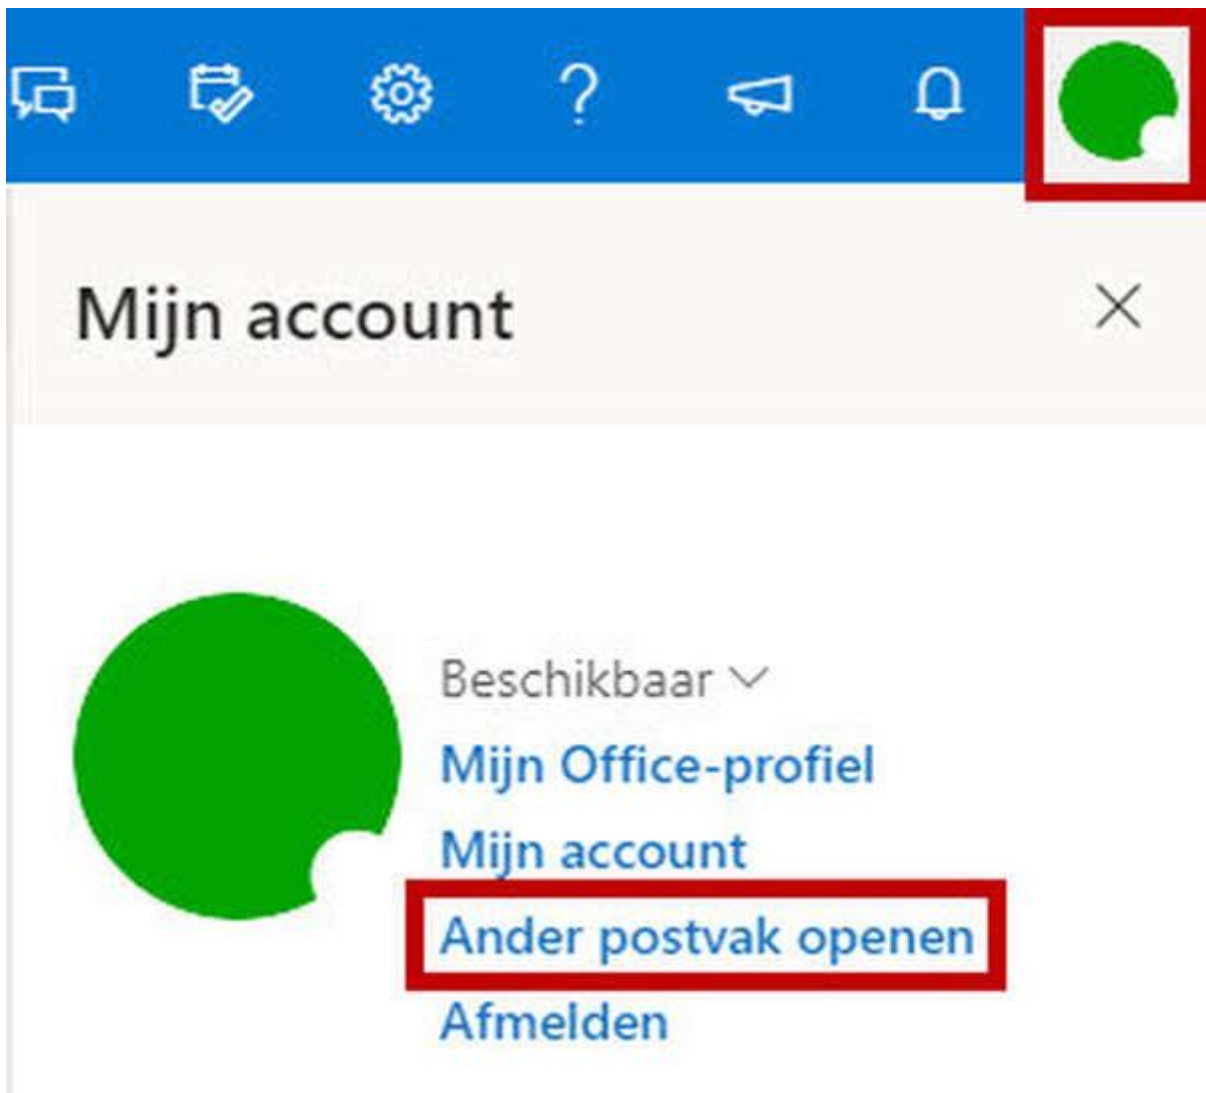 Mijn account
Beschikbaar
Mijn Office-profiel
Mijn account
Ander postvak openen
Afmelden